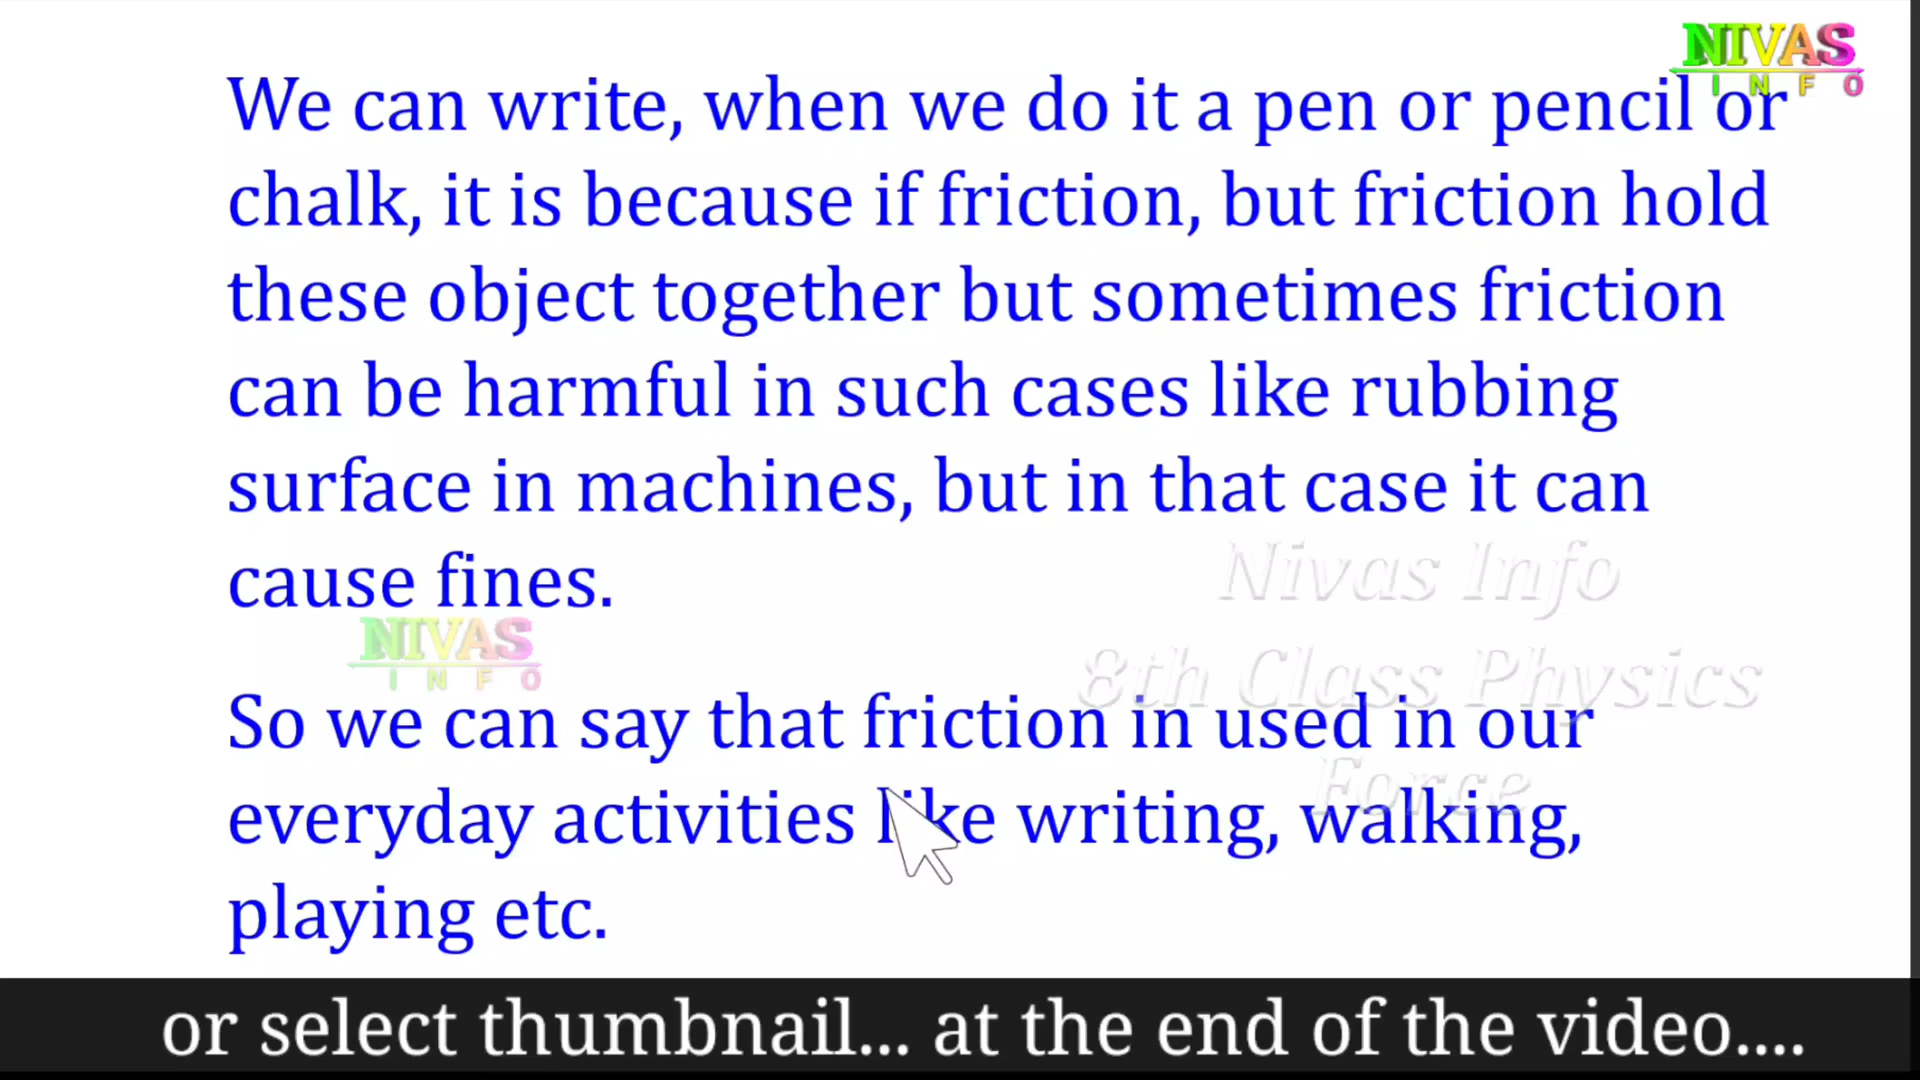 NIVAS
INFO
We can write, when we do it a pen or pencil or
chalk, it is because if friction, but friction hold
these object together but sometimes friction
can be harmful in such cases like rubbing
surface in machines, but in that case it can
cause fines.
Nivas Info
NIVAS
INFO
8th Class Physics
So we can say that friction in used in our
Force
everyday activities like writing, walking,
playing etc.
or select thumbnail... at the end of the video....